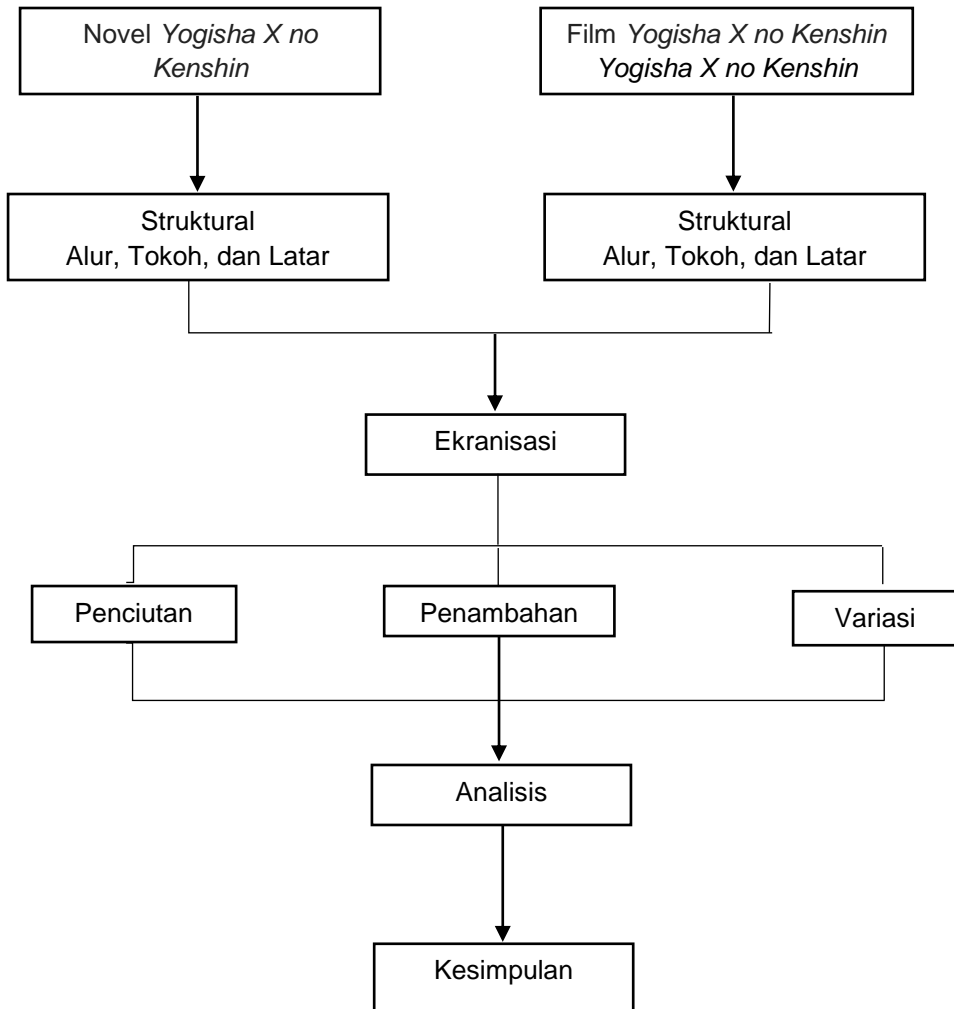 Novel Yogisha X no
Kenshin
Film Yogisha X no Kenshin
Yogisha X no Kenshin
Struktural
Alur, Tokoh, dan Latar
Struktural
Alur, Tokoh, dan Latar
Ekranisasi
Penciutan
Penambahan
Variasi
Analisis
Kesimpulan